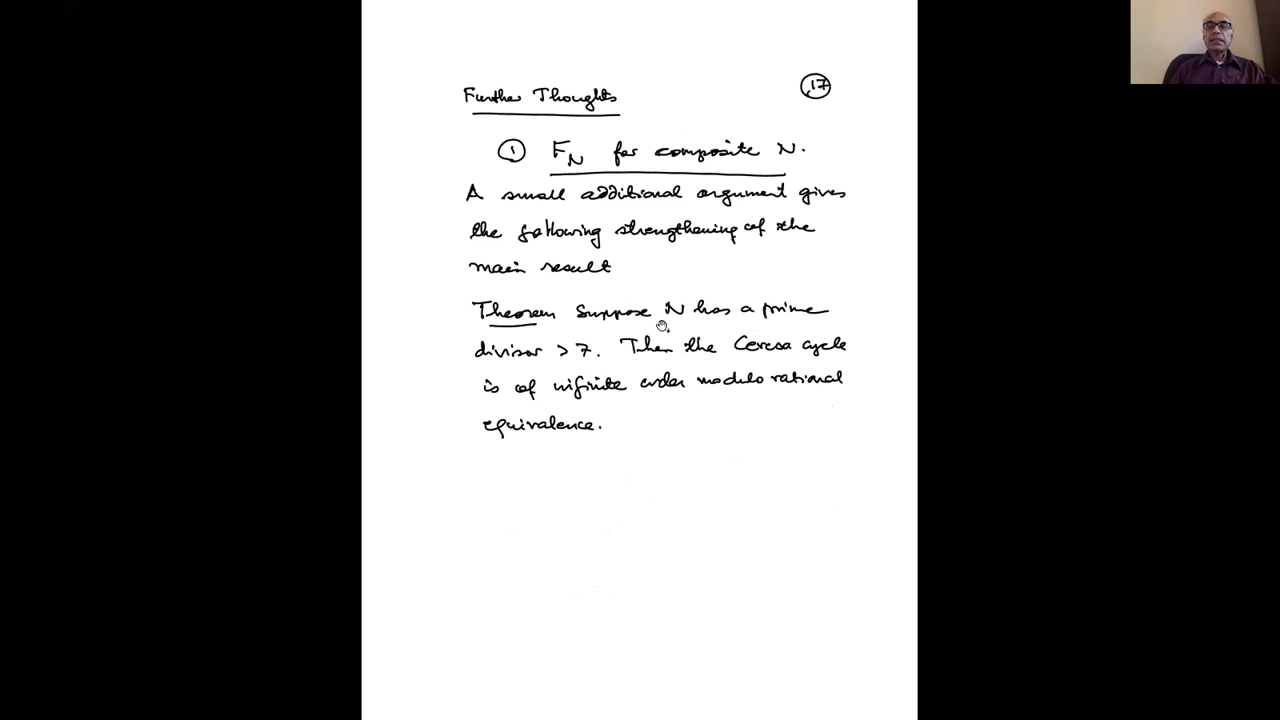 Further Thoughts
17
1 F_N for composite N.
A small additional argument gives
the following strengthening of the
main result
Theorem Suppose N has a prime
divisor > 7. Then the Ceresa cycle
is of infinite order modulo rational
equivalence.